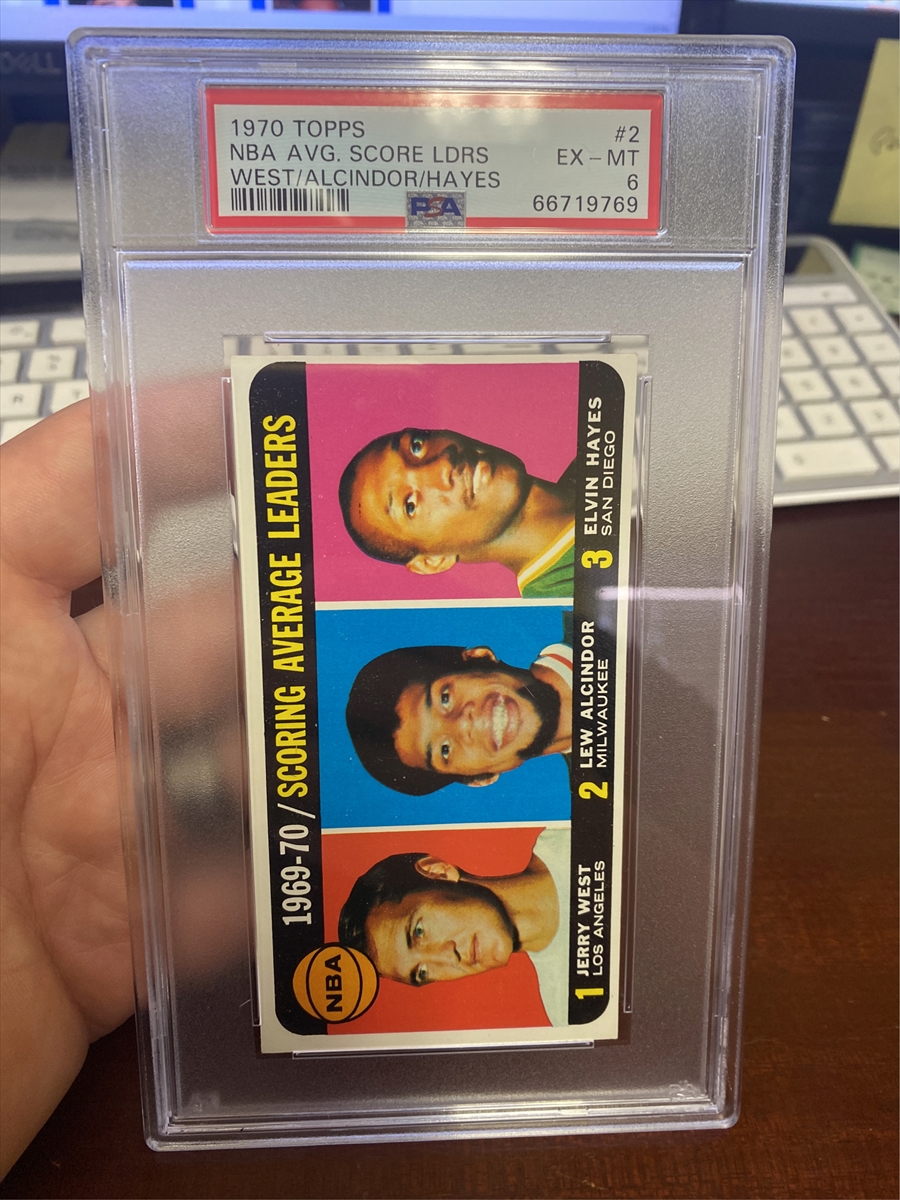 DELL
1970 TOPPS
#2
NBA AVG. SCORE LDRS
EX - MT
WEST/ALCINDOR/HAYES
6
PSA
66719769
1969-70 / SCORING AVERAGE LEADERS
NBA
1 JERRY WEST
LOS ANGELES
2 LEW ALCINDOR
MILWAUKEE
3 ELVIN HAYES
SAN DIEGO